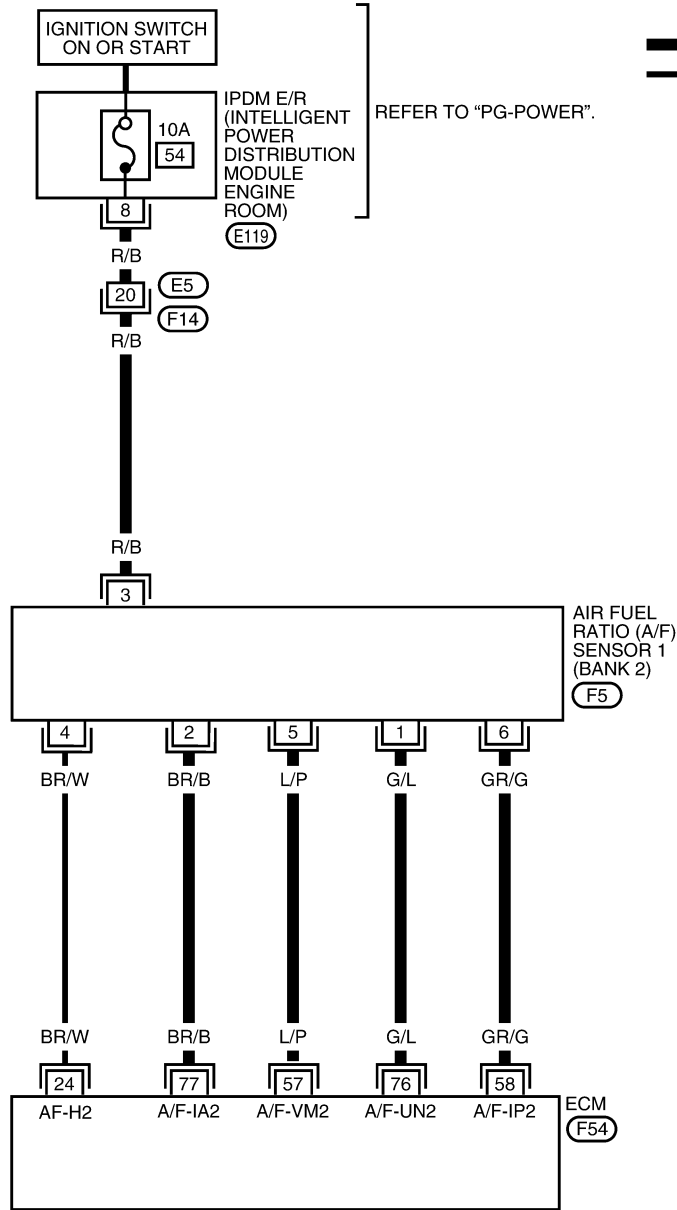 IGNITION SWITCH
ON OR START
IPDM E/R
(INTELLIGENT
POWER
DISTRIBUTION
MODULE
ENGINE
ROOM)
E119
REFER TO “PG-POWER”.
10A
54
8
R/B
20
E5
F14
R/B
R/B
3
AIR FUEL
RATIO (A/F)
SENSOR 1
(BANK 2)
F5
4 2 5 1 6
BR/W BR/B L/P G/L GR/G
BR/W BR/B L/P G/L GR/G
24 77 57 76 58
AF-H2 A/F-IA2 A/F-VM2 A/F-UN2 A/F-IP2
ECM
F54